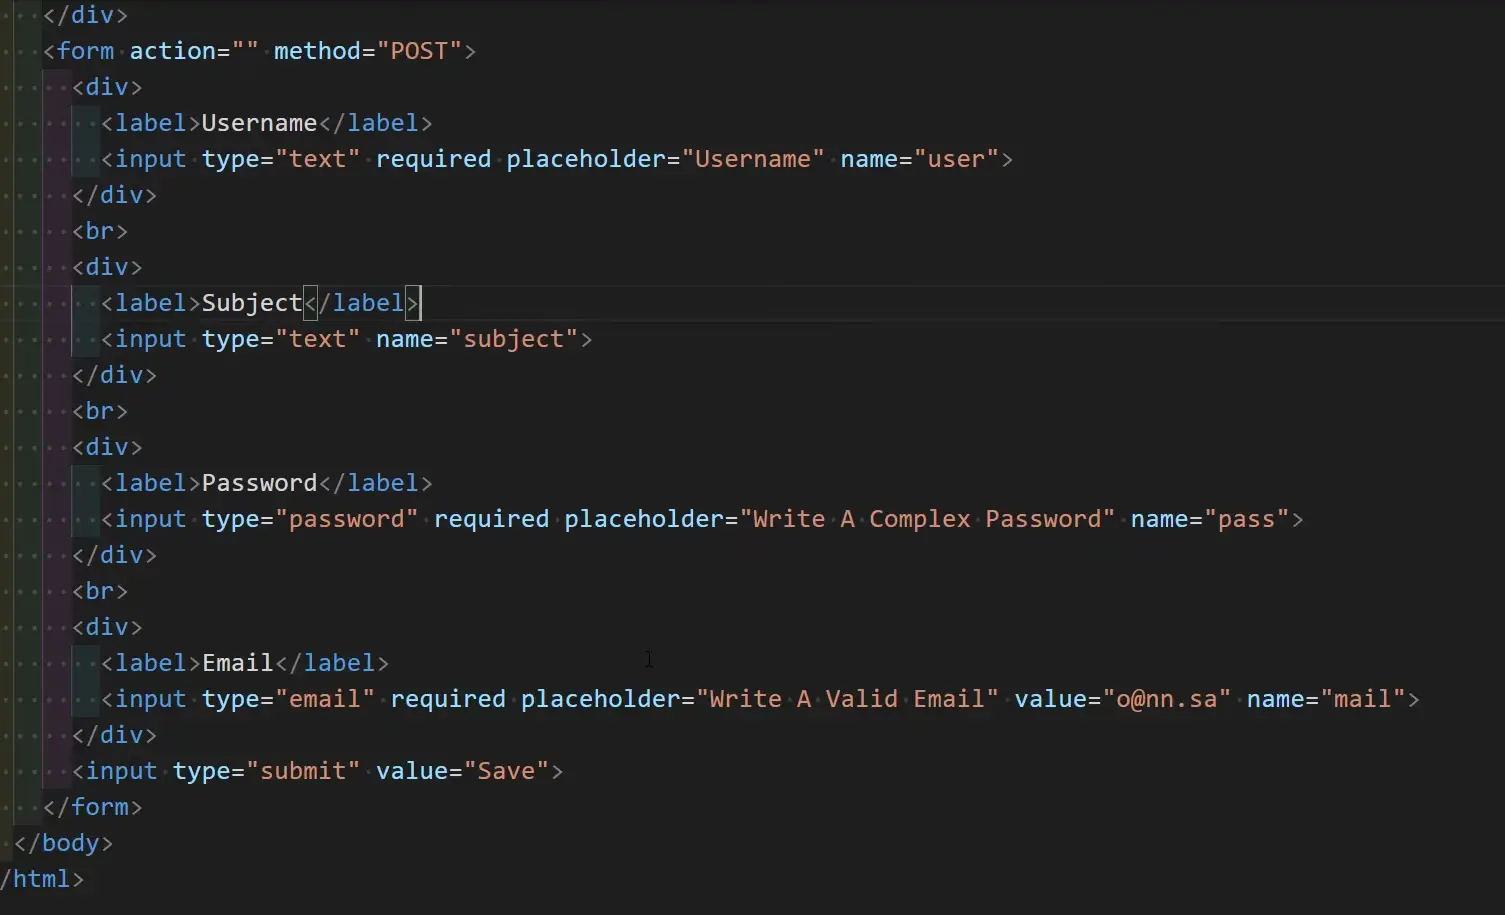 </div>
<form action="" method="POST">
<div>
<label>Username</label>
<input type="text" required placeholder="Username" name="user">
</div>
<br>
<div>
<label>Subject</label>
<input type="text" name="subject">
</div>
<br>
<div>
<label>Password</label>
<input type="password" required placeholder="Write A Complex Password" name="pass">
</div>
<br>
<div>
<label>Email</label>
<input type="email" required placeholder="Write A Valid Email" value="o@nn.sa" name="mail">
</div>
<input type="submit" value="Save">
</form>
</body>
/html>